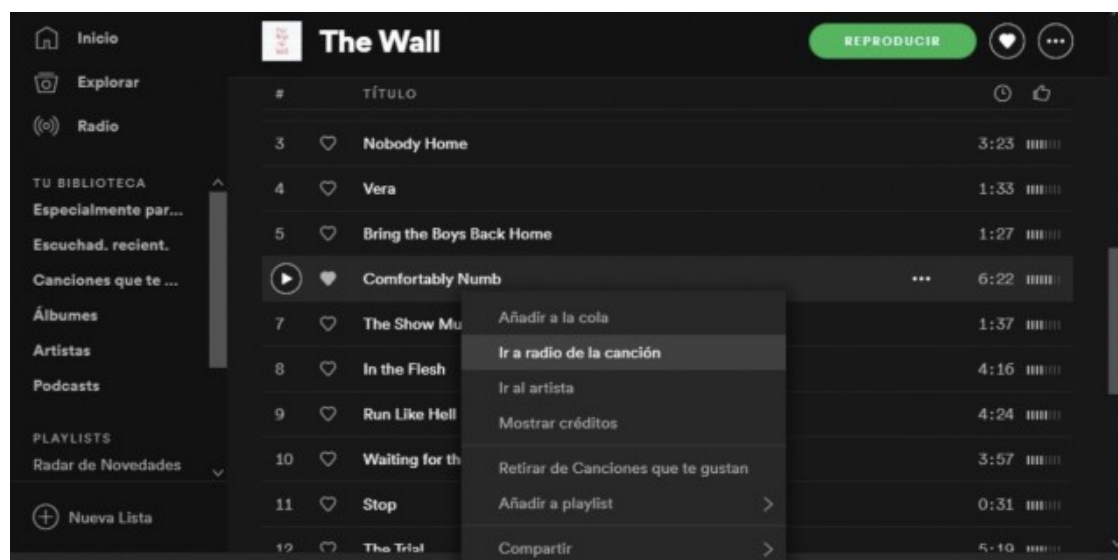 Inicio
Explorar
Radio
TU BIBLIOTECA
Especialmente par...
Escuchad. recient.
Canciones que te ...
Álbumes
Artistas
Podcasts
PLAYLISTS
Radar de Novedades
Nueva Lista
The Wall
REPRODUCIR
# TÍTULO
3 Nobody Home 3:23
4 Vera 1:33
5 Bring the Boys Back Home 1:27
Comfortably Numb ... 6:22
7 The Show Mu 1:37
8 In the Flesh 4:16
9 Run Like Hell 4:24
10 Waiting for th 3:57
11 Stop 0:31
12 The Trial 5:19
Añadir a la cola
Ir a radio de la canción
Ir al artista
Mostrar créditos
Retirar de Canciones que te gustan
Añadir a playlist
Compartir